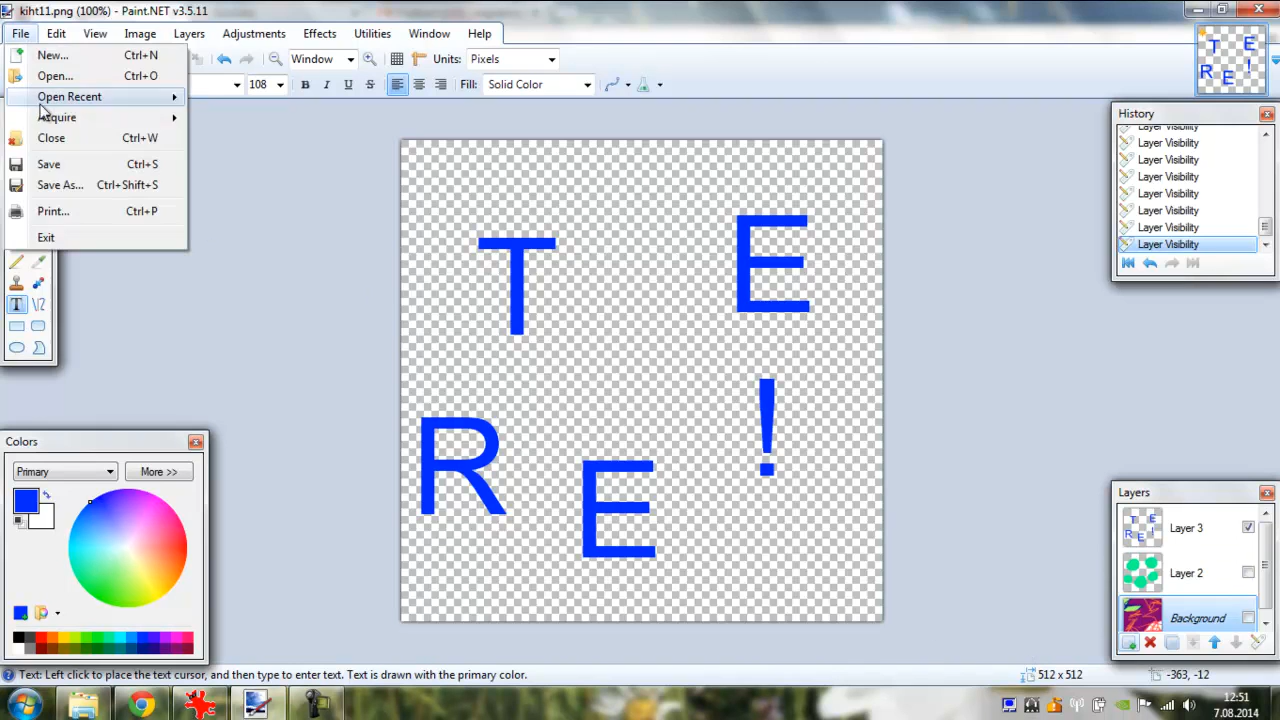 kiht11.png (100%) - Paint.NET v3.5.11
File Edit View Image Layers Adjustments Effects Utilities Window Help
New... Ctrl+N
Open... Ctrl+O
Open Recent
Acquire
Close Ctrl+W
Save Ctrl+S
Save As... Ctrl+Shift+S
Print... Ctrl+P
Exit
Window Units: Pixels
108 B I U S Fill: Solid Color
T E
R E !
History
Layer Visibility
Layer Visibility
Layer Visibility
Layer Visibility
Layer Visibility
Layer Visibility
Layer Visibility
Layer Visibility
Colors
Primary More >>
Layers
Layer 3
Layer 2
Background
Text: Left click to place the text cursor, and then type to enter text. Text is drawn with the primary color.
512 x 512 -363, -12
12:51
7.08.2014